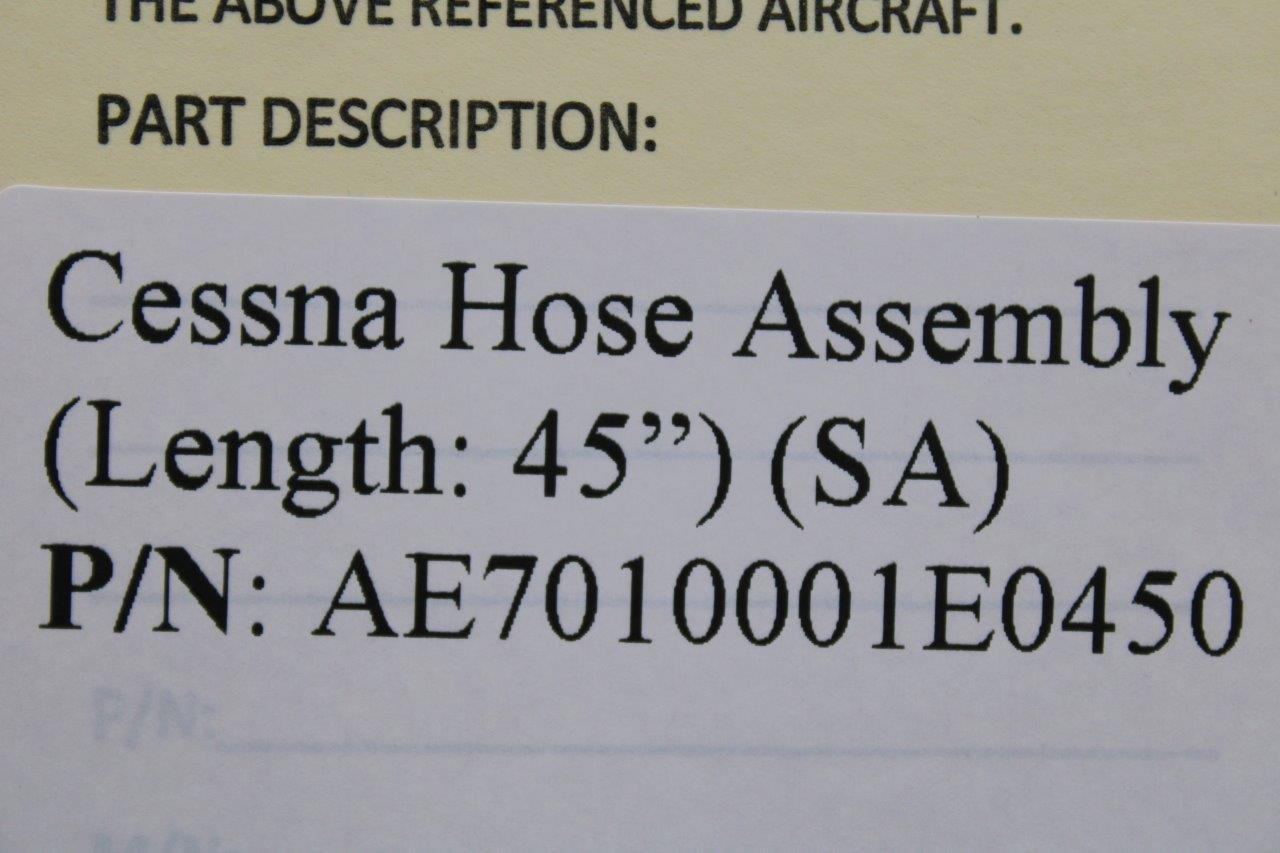 THE ABOVE REFERENCED AIRCRAFT.
PART DESCRIPTION:
Cessna Hose Assembly
(Length: 45”) (SA)
P/N: AE7010001E0450
P/N: